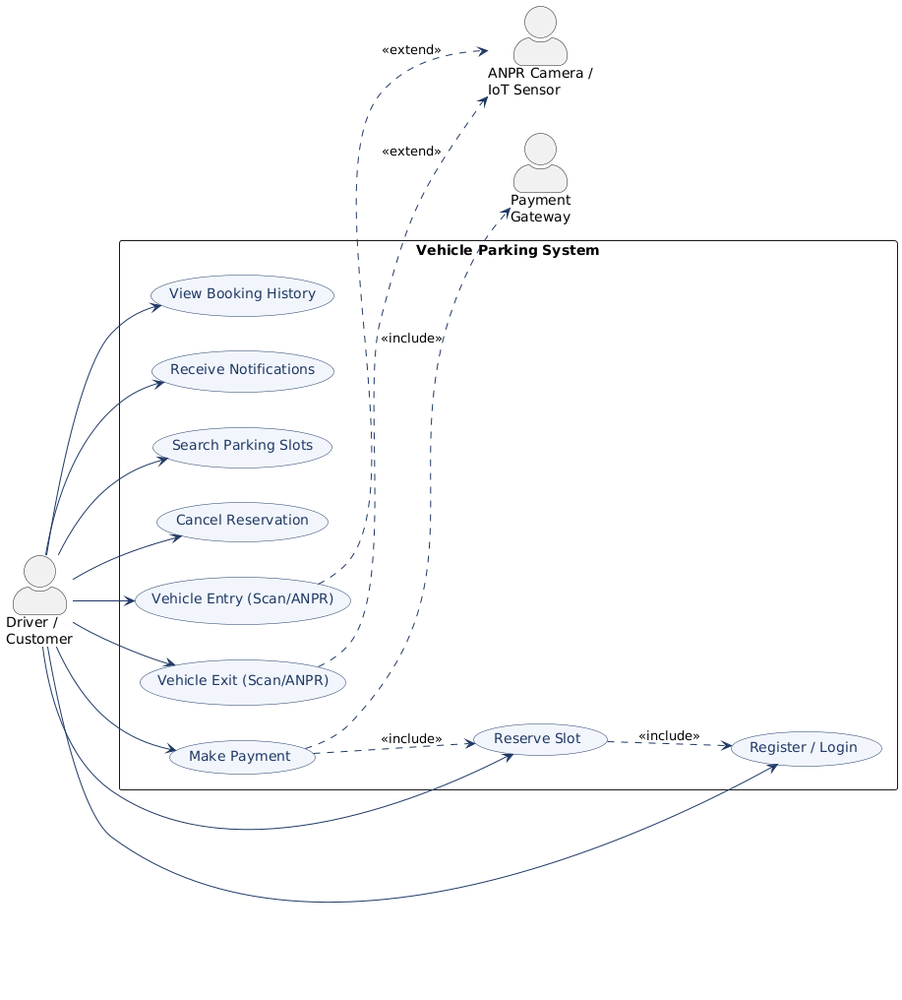 «extend»
ANPR Camera /
IoT Sensor
«extend»
Payment
Gateway
Vehicle Parking System
View Booking History
«include»
Receive Notifications
Search Parking Slots
Cancel Reservation
Vehicle Entry (Scan/ANPR)
Driver /
Customer
Vehicle Exit (Scan/ANPR)
Make Payment
«include»
Reserve Slot
«include»
Register / Login